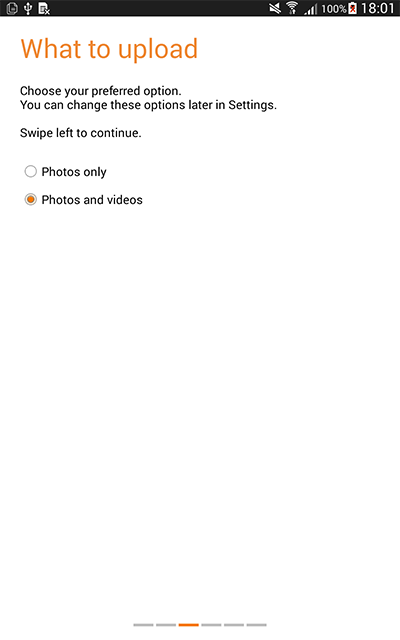 100% 18:01
What to upload
Choose your preferred option.
You can change these options later in Settings.
Swipe left to continue.
Photos only
Photos and videos